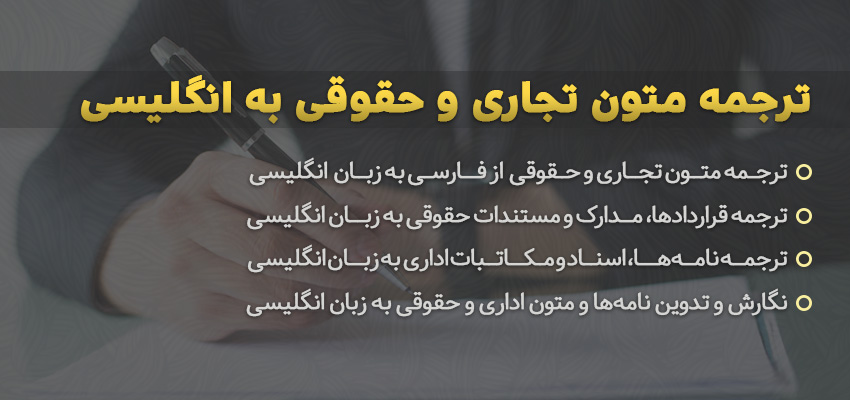 ترجمه متون تجاری و حقوقی به انگلیسی
ترجمه متون تجاری و حقوقی از فارسی به زبان انگلیسی
ترجمه قراردادها، مدارک و مستندات حقوقی به زبان انگلیسی
ترجمه نامه‌ها، اسناد و مکاتبات اداری به زبان انگلیسی
نگارش و تدوین نامه‌ها و متون اداری و حقوقی به زبان انگلیسی